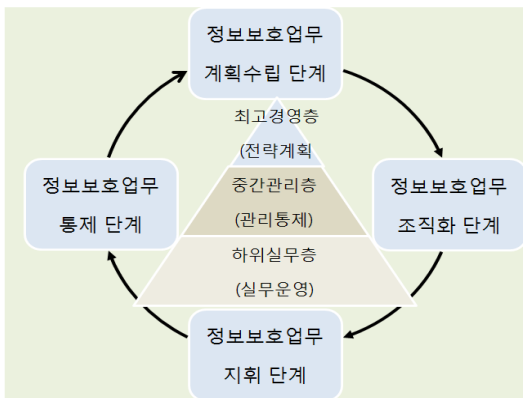 정보보호업무
계획수립 단계
최고경영층
(전략계획
중간관리층
(관리통제)
하위실무층
(실무운영)
정보보호업무
통제 단계
정보보호업무
조직화 단계
정보보호업무
지휘 단계